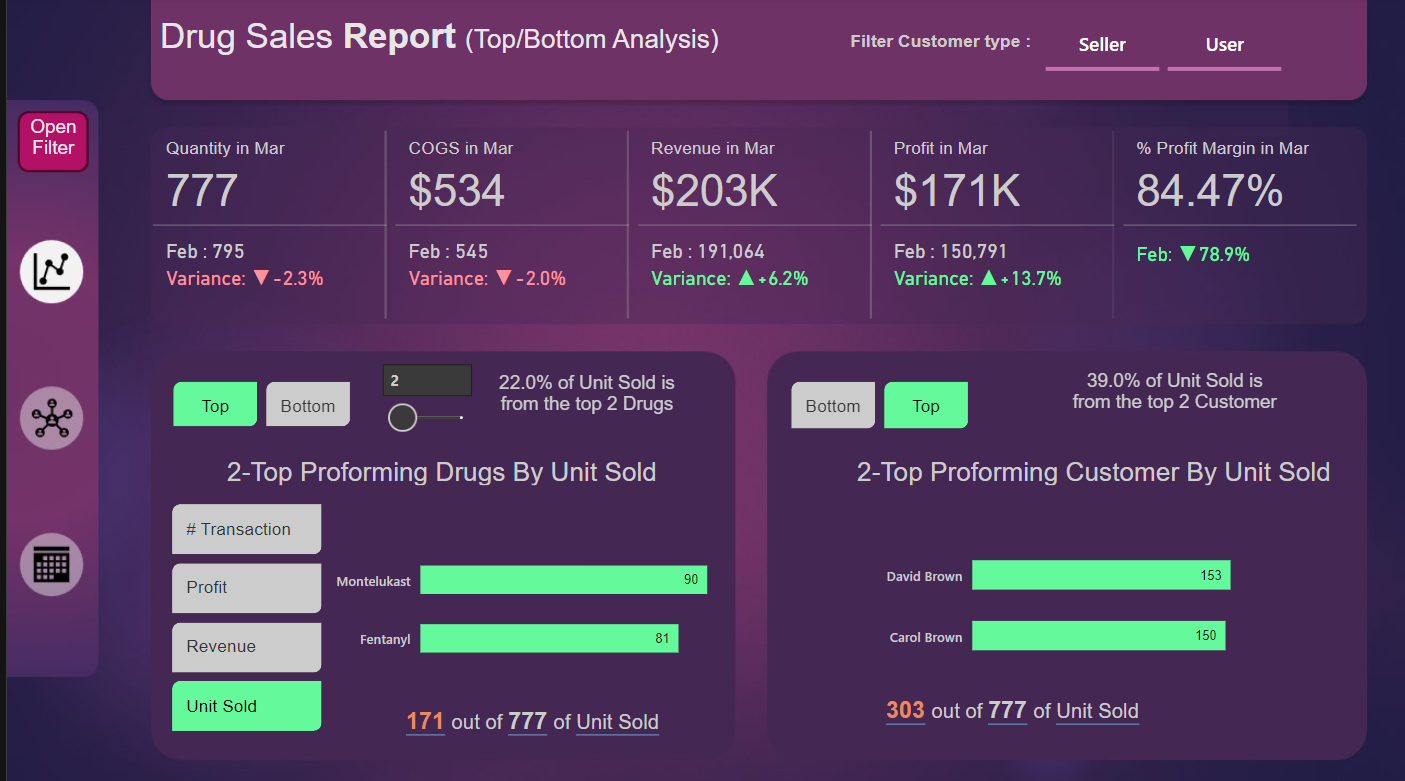 Drug Sales Report (Top/Bottom Analysis)
Filter Customer type :
Seller
User
Open
Filter
Quantity in Mar
777
Feb : 795
Variance: ▼-2.3%
COGS in Mar
$534
Feb : 545
Variance: ▼-2.0%
Revenue in Mar
$203K
Feb : 191,064
Variance: ▲+6.2%
Profit in Mar
$171K
Feb : 150,791
Variance: ▲+13.7%
% Profit Margin in Mar
84.47%
Feb: ▼78.9%
Top
Bottom
2
22.0% of Unit Sold is
from the top 2 Drugs
2-Top Proforming Drugs By Unit Sold
# Transaction
Profit
Revenue
Unit Sold
Montelukast 90
Fentanyl 81
171 out of 777 of Unit Sold
Bottom
Top
39.0% of Unit Sold is
from the top 2 Customer
2-Top Proforming Customer By Unit Sold
David Brown 153
Carol Brown 150
303 out of 777 of Unit Sold